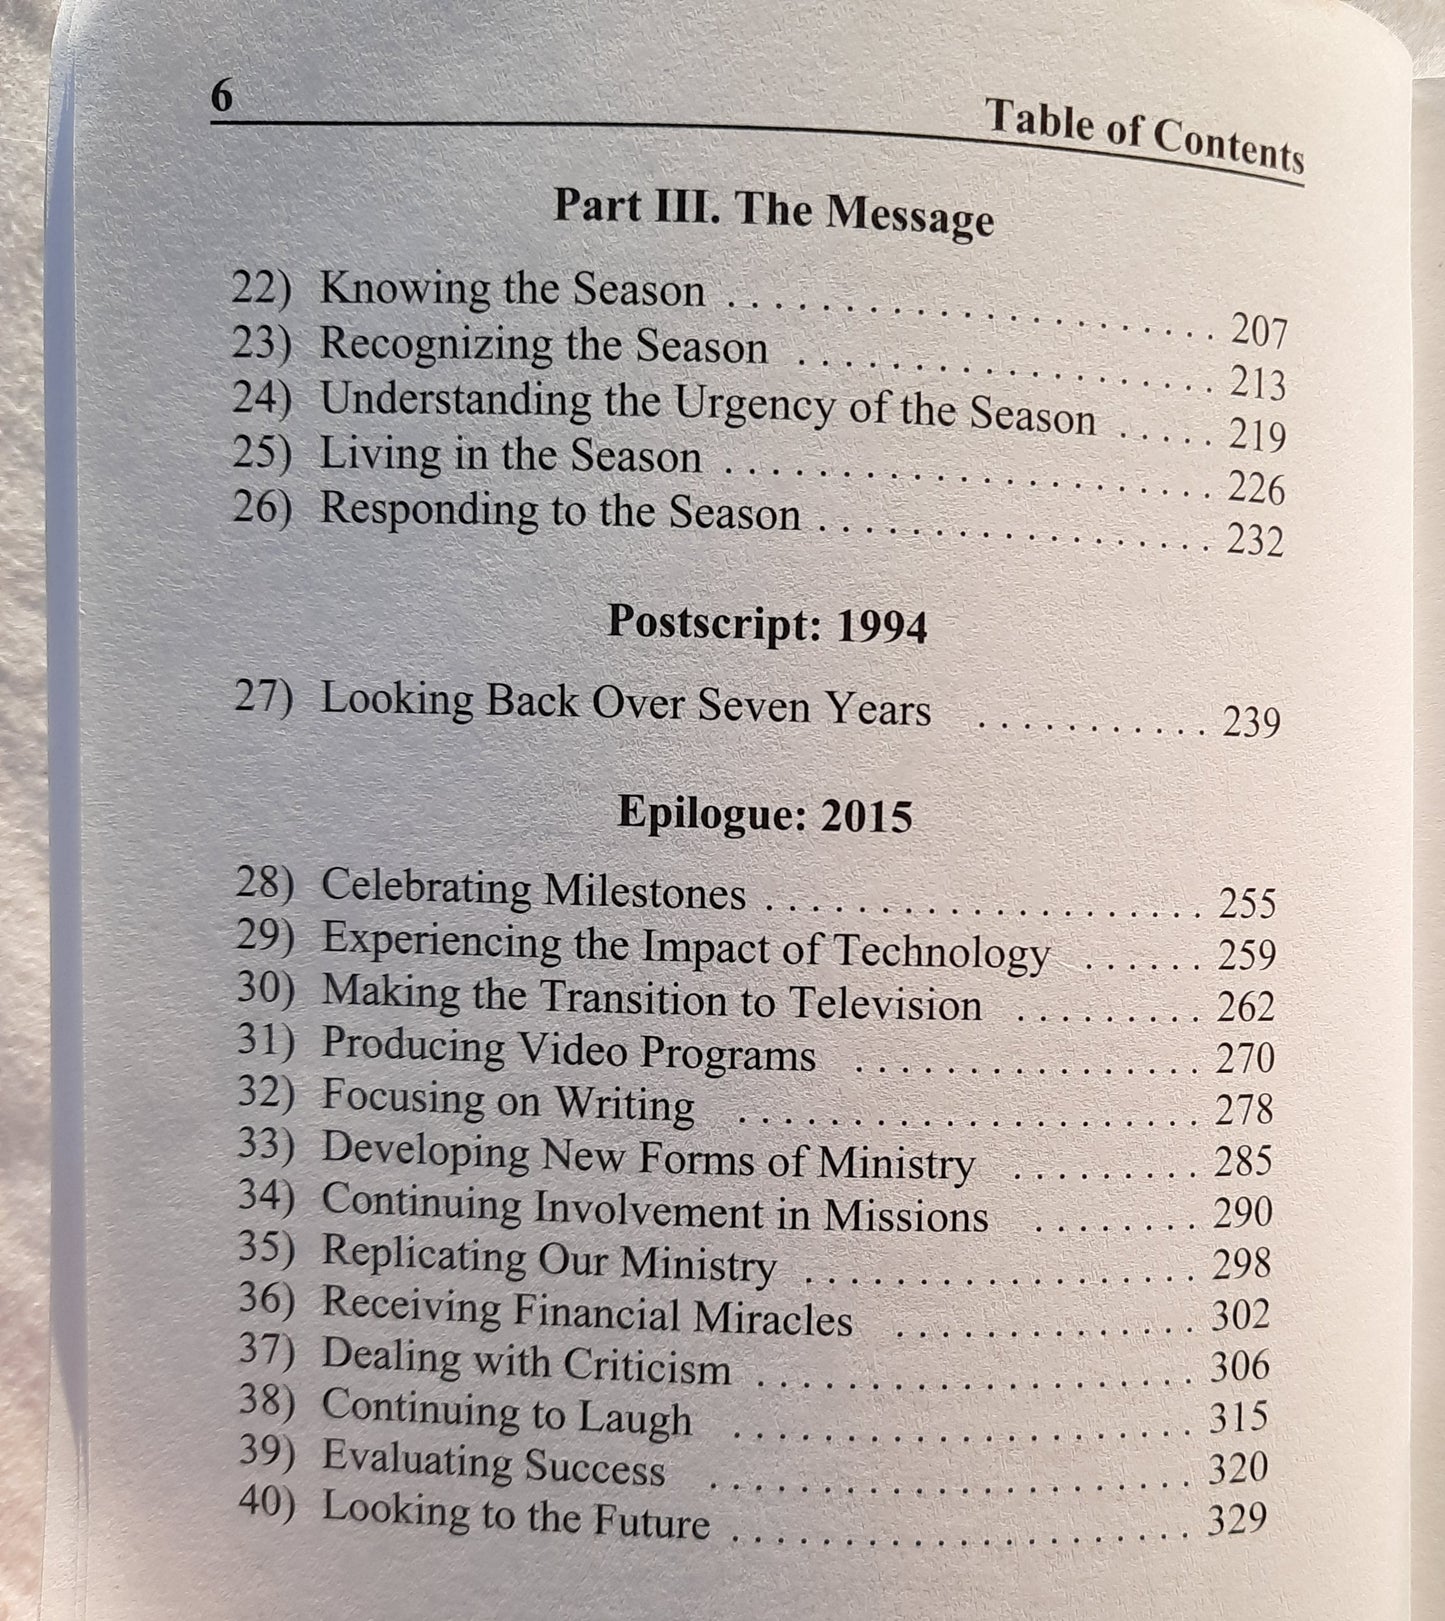 6 Table of Contents
Part III. The Message
22) Knowing the Season . . . . . . . . . . . . . . . . . . . . . 207
23) Recognizing the Season . . . . . . . . . . . . . . . . . . 213
24) Understanding the Urgency of the Season . . . . . 219
25) Living in the Season . . . . . . . . . . . . . . . . . . . . . 226
26) Responding to the Season . . . . . . . . . . . . . . . . . 232
Postscript: 1994
27) Looking Back Over Seven Years . . . . . . . . . . . 239
Epilogue: 2015
28) Celebrating Milestones . . . . . . . . . . . . . . . . . . . 255
29) Experiencing the Impact of Technology . . . . . . 259
30) Making the Transition to Television . . . . . . . . . 262
31) Producing Video Programs . . . . . . . . . . . . . . . . 270
32) Focusing on Writing . . . . . . . . . . . . . . . . . . . . . 278
33) Developing New Forms of Ministry . . . . . . . . . 285
34) Continuing Involvement in Missions . . . . . . . . 290
35) Replicating Our Ministry . . . . . . . . . . . . . . . . . . 298
36) Receiving Financial Miracles . . . . . . . . . . . . . . 302
37) Dealing with Criticism . . . . . . . . . . . . . . . . . . . . 306
38) Continuing to Laugh . . . . . . . . . . . . . . . . . . . . . 315
39) Evaluating Success . . . . . . . . . . . . . . . . . . . . . . 320
40) Looking to the Future . . . . . . . . . . . . . . . . . . . . . 329